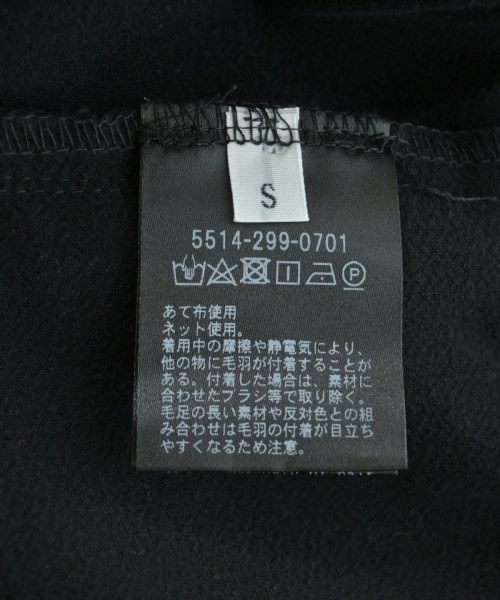 S
5514-299-0701
P
あて布使用
ネット使用。
着用中の摩擦や静電気により、
他の物に毛羽が付着することが
ある。付着した場合は、素材に
合わせたブラシ等で取り除く。
毛足の長い素材や反対色との組
み合わせは毛羽の付着が目立ち
やすくなるため注意。